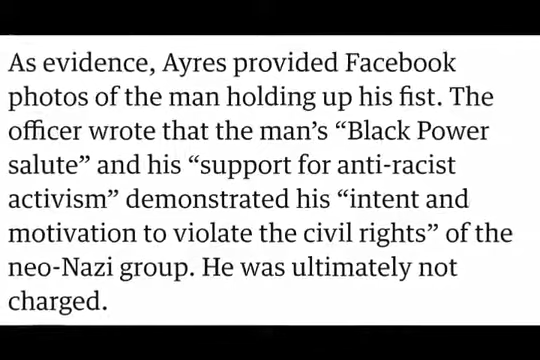 As evidence, Ayres provided Facebook
photos of the man holding up his fist. The
officer wrote that the man’s “Black Power
salute” and his “support for anti-racist
activism” demonstrated his “intent and
motivation to violate the civil rights” of the
neo-Nazi group. He was ultimately not
charged.